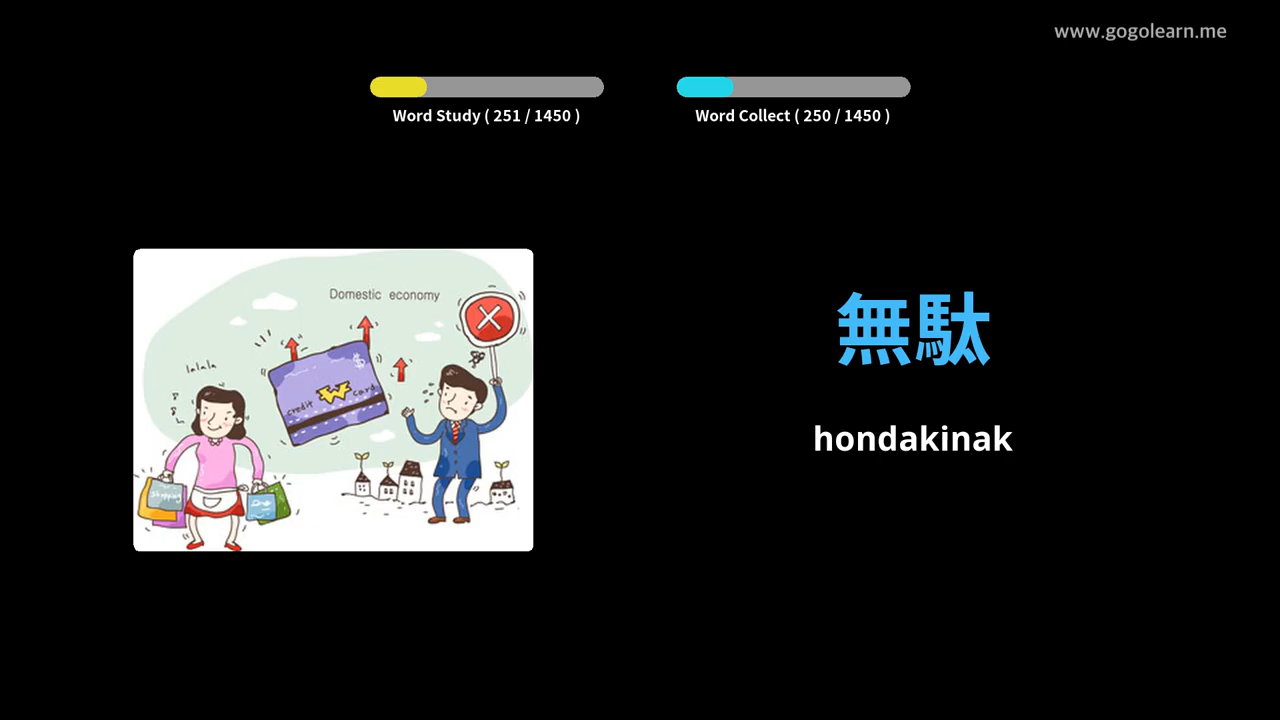 www.gogolearn.me
Word Study ( 251 / 1450 )
Word Collect ( 250 / 1450 )
Domestic economy
lalala
credit card
Shopping
無駄
hondakinak